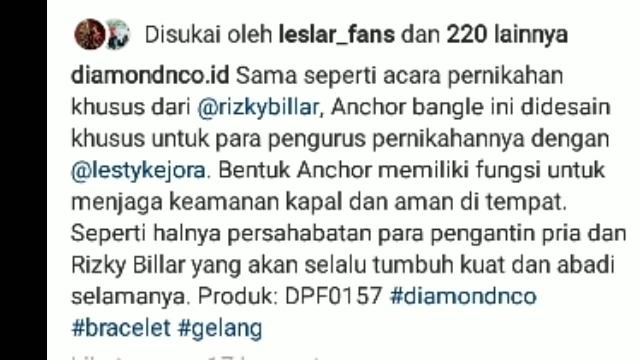 Disukai oleh leslar_fans dan 220 lainnya
diamondnco.id Sama seperti acara pernikahan
khusus dari @rizkybillar, Anchor bangle ini didesain
khusus untuk para pengurus pernikahannya dengan
@lestykejora. Bentuk Anchor memiliki fungsi untuk
menjaga keamanan kapal dan aman di tempat.
Seperti halnya persahabatan para pengantin pria dan
Rizky Billar yang akan selalu tumbuh kuat dan abadi
selamanya. Produk: DPF0157 #diamondnco
#bracelet #gelang